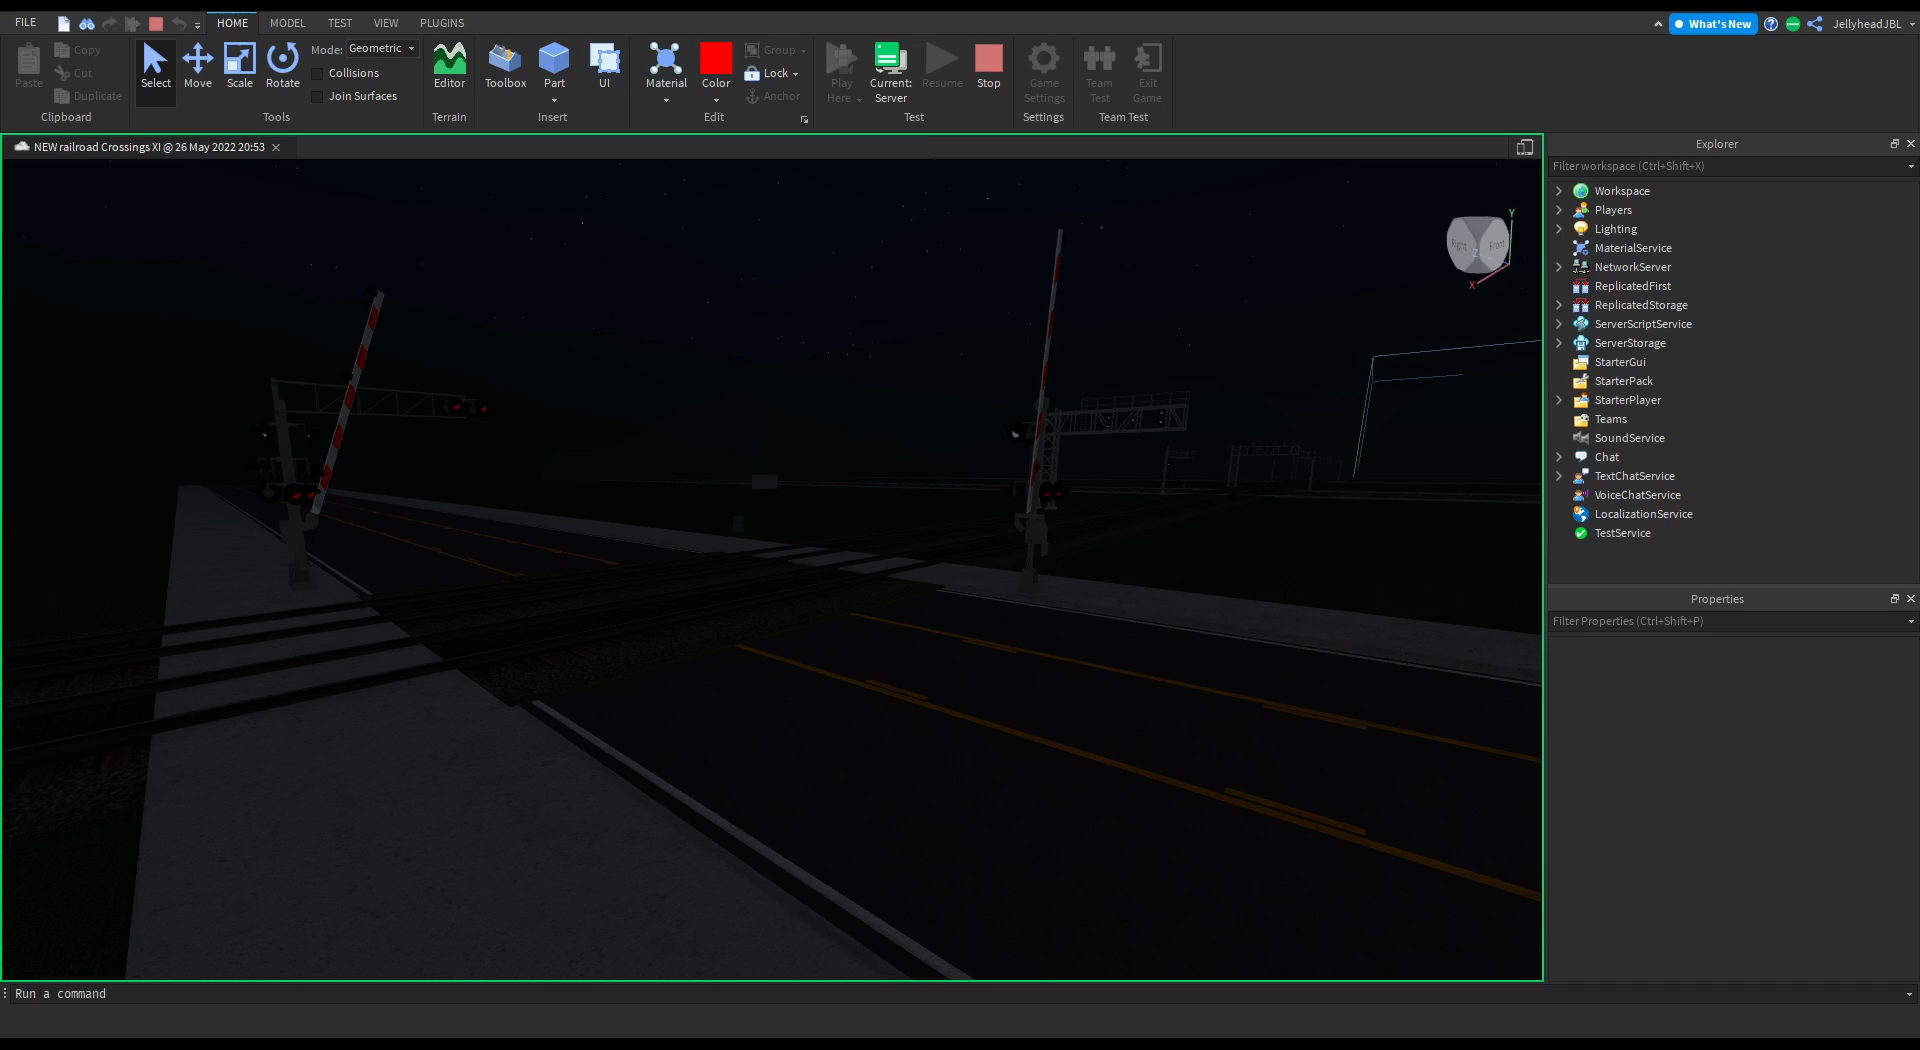 FILE
HOME
MODEL
TEST
VIEW
PLUGINS
What's New
JellyheadJBL
Paste
Copy
Cut
Duplicate
Clipboard
Select
Move
Scale
Rotate
Mode: Geometric
Collisions
Join Surfaces
Tools
Editor
Terrain
Toolbox
Part
UI
Insert
Material
Color
Group
Lock
Anchor
Edit
Play
Here
Current:
Server
Resume
Stop
Test
Game
Settings
Settings
Team
Test
Exit
Game
Team Test
NEW railroad Crossings XI @ 26 May 2022 20:53
Y
Right
Front
Z
X
Explorer
Filter workspace (Ctrl+Shift+X)
Workspace
Players
Lighting
MaterialService
NetworkServer
ReplicatedFirst
ReplicatedStorage
ServerScriptService
ServerStorage
StarterGui
StarterPack
StarterPlayer
Teams
SoundService
Chat
TextChatService
VoiceChatService
LocalizationService
TestService
Properties
Filter Properties (Ctrl+Shift+P)
Run a command